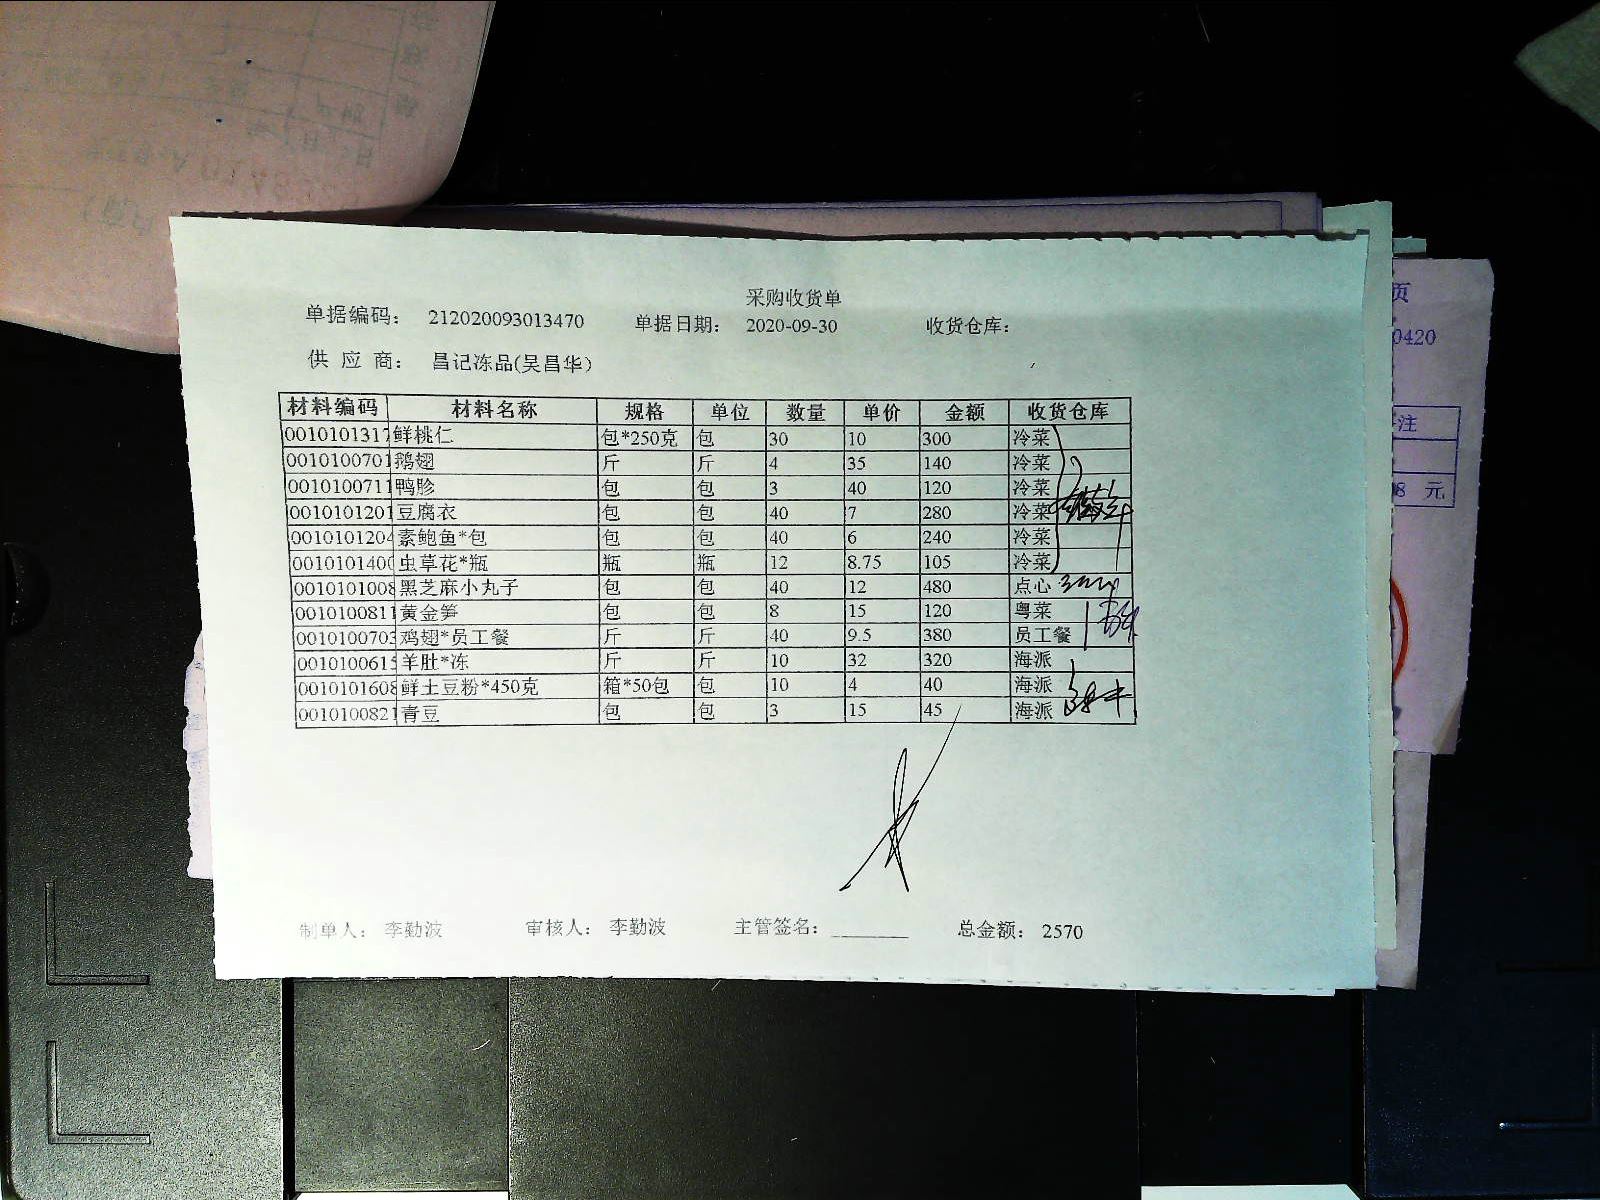 采购收货单
单据编码： 212020093013470 单据日期： 2020-09-30 收货仓库：
供 应 商： 昌记冻品(吴昌华)
材料编码 材料名称 规格 单位 数量 单价 金额 收货仓库
0010101317 鲜桃仁 包*250克 包 30 10 300 冷菜
0010100701 鹅翅 斤 斤 4 35 140 冷菜
0010100711 鸭胗 包 包 3 40 120 冷菜
0010101201 豆腐衣 包 包 40 7 280 冷菜
0010101204 素鲍鱼*包 包 包 40 6 240 冷菜
0010101400 虫草花*瓶 瓶 瓶 12 8.75 105 冷菜
0010101008 黑芝麻小丸子 包 包 40 12 480 点心
0010100811 黄金笋 包 包 8 15 120 粤菜
0010100703 鸡翅*员工餐 斤 斤 40 9.5 380 员工餐
0010100615 羊肚*冻 斤 斤 10 32 320 海派
0010101608 鲜土豆粉*450克 箱*50包 包 10 4 40 海派
0010100821 青豆 包 包 3 15 45 海派
制单人： 李勤波 审核人： 李勤波 主管签名： 总金额： 2570
页
0420
注
8 元